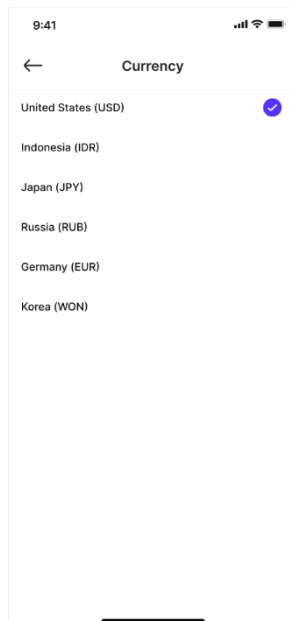 9:41
Currency
United States (USD)
Indonesia (IDR)
Japan (JPY)
Russia (RUB)
Germany (EUR)
Korea (WON)